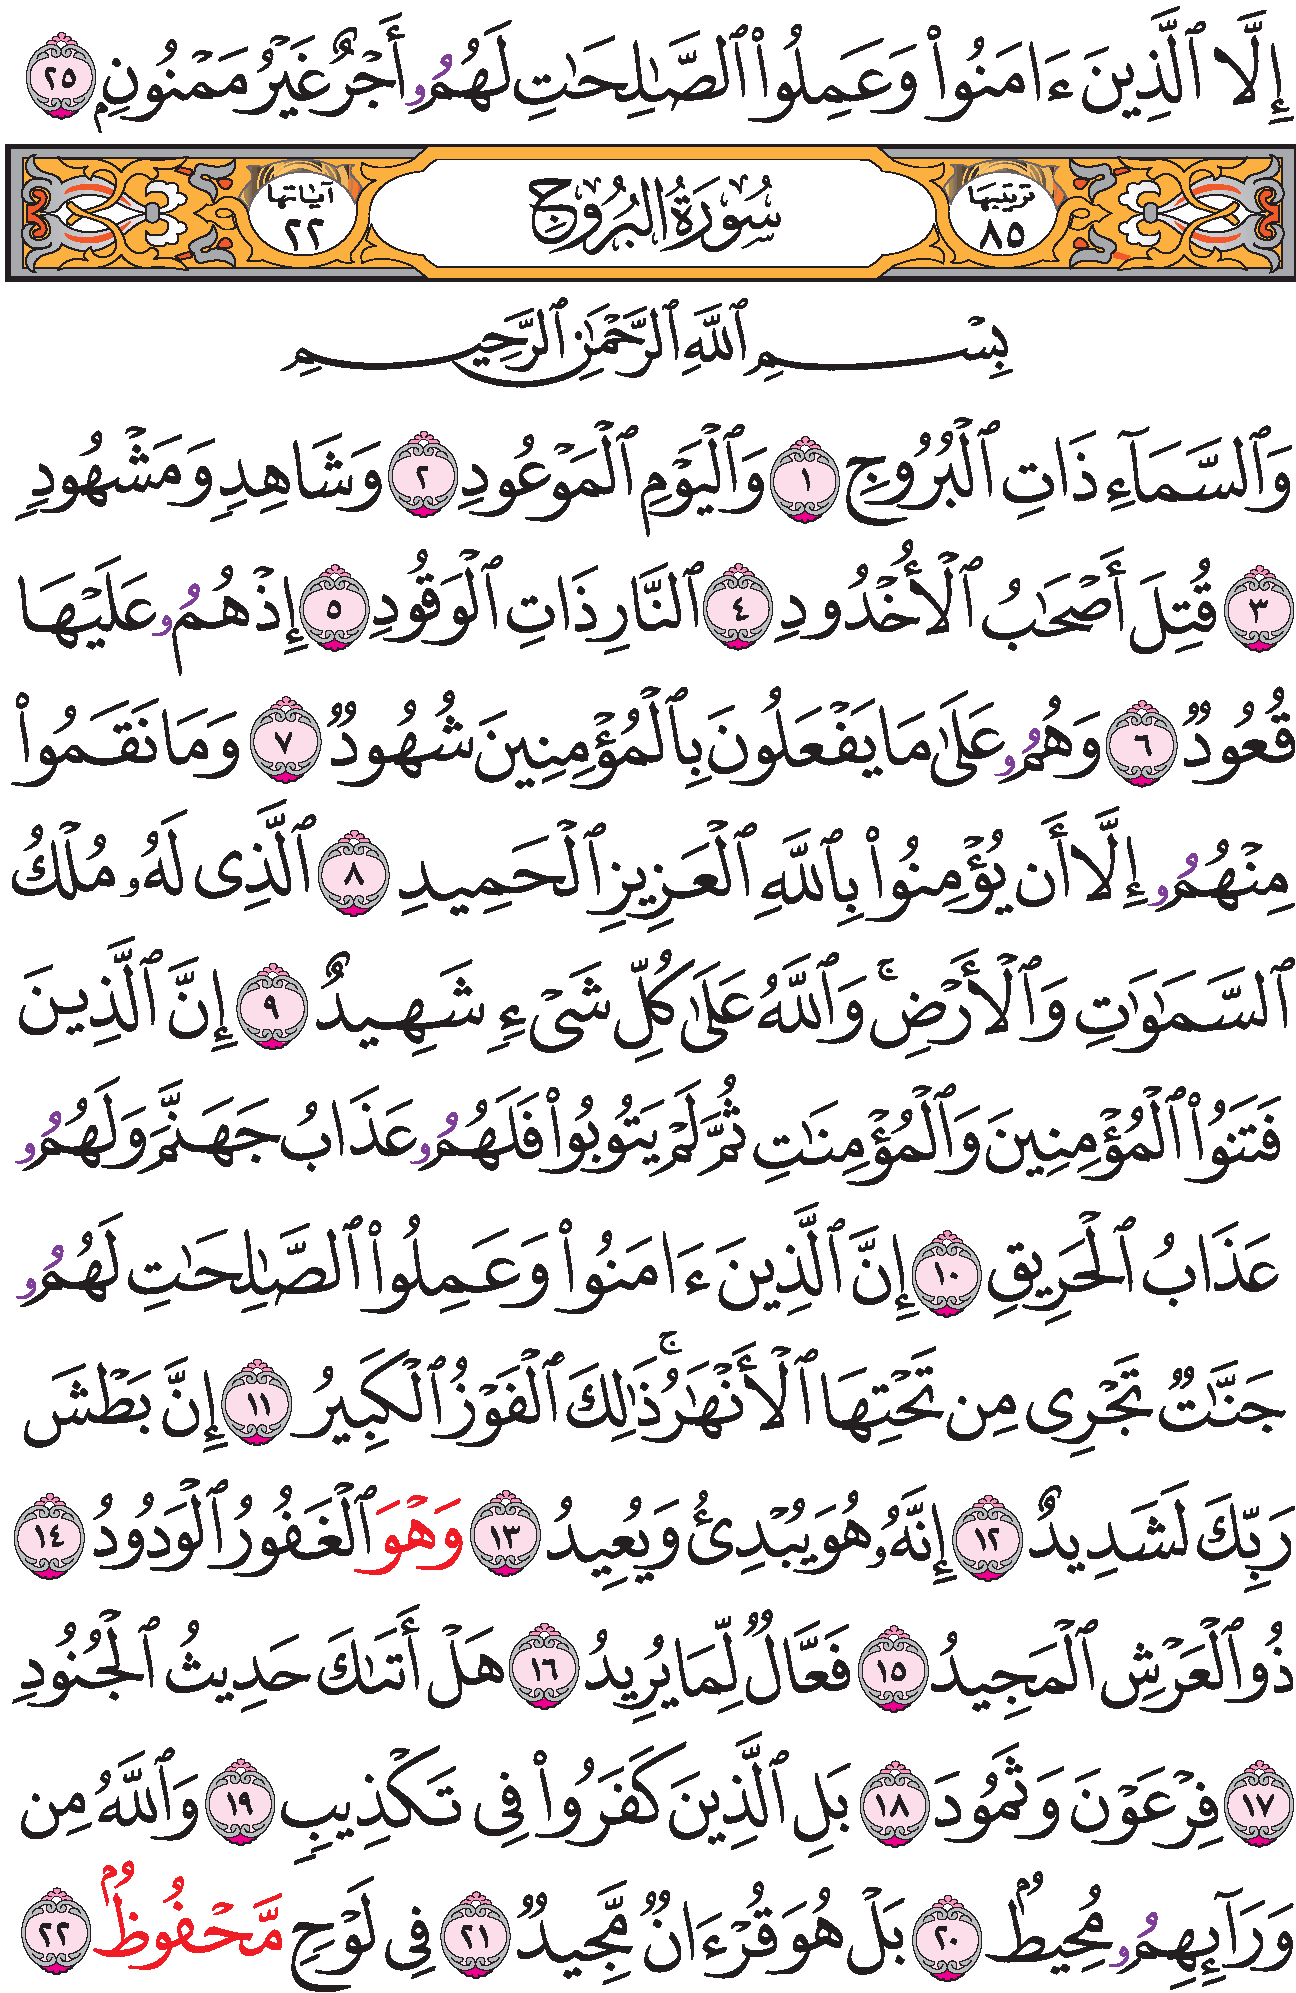 إِلَّا ٱلَّذِينَ ءَامَنُوا۟ وَعَمِلُوا۟ ٱلصَّـٰلِحَـٰتِ لَهُمُۥ أَجْرٌ غَيْرُ مَمْنُونِۭ ٢٥
ترتيبها ٨٥ سُورَةُ البُرُوجِ آياتها ٢٢
بِسْمِ ٱللَّهِ ٱلرَّحْمَـٰنِ ٱلرَّحِيمِ
وَٱلسَّمَآءِ ذَاتِ ٱلْبُرُوجِ ١ وَٱلْيَوْمِ ٱلْمَوْعُودِ ٢ وَشَاهِدٍ وَمَشْهُودٍ
٣ قُتِلَ أَصْحَـٰبُ ٱلْأُخْدُودِ ٤ ٱلنَّارِ ذَاتِ ٱلْوَقُودِ ٥ إِذْ هُمُۥ عَلَيْهَا
قُعُودٌ ٦ وَهُمُۥ عَلَىٰ مَا يَفْعَلُونَ بِٱلْمُؤْمِنِينَ شُهُودٌ ٧ وَمَا نَقَمُوا۟
مِنْهُمُۥ إِلَّا أَن يُؤْمِنُوا۟ بِٱللَّهِ ٱلْعَزِيزِ ٱلْحَمِيدِ ٨ ٱلَّذِى لَهُۥ مُلْكُ
ٱلسَّمَـٰوَٰتِ وَٱلْأَرْضِ ۚ وَٱللَّهُ عَلَىٰ كُلِّ شَىْءٍ شَهِيدٌ ٩ إِنَّ ٱلَّذِينَ
فَتَنُوا۟ ٱلْمُؤْمِنِينَ وَٱلْمُؤْمِنَـٰتِ ثُمَّ لَمْ يَتُوبُوا۟ فَلَهُمُۥ عَذَابُ جَهَنَّمَ وَلَهُمُۥ
عَذَابُ ٱلْحَرِيقِ ١٠ إِنَّ ٱلَّذِينَ ءَامَنُوا۟ وَعَمِلُوا۟ ٱلصَّـٰلِحَـٰتِ لَهُمُۥ
جَنَّـٰتٌ تَجْرِى مِن تَحْتِهَا ٱلْأَنْهَـٰرُ ۚ ذَٰلِكَ ٱلْفَوْزُ ٱلْكَبِيرُ ١١ إِنَّ بَطْشَ
رَبِّكَ لَشَدِيدٌ ١٢ إِنَّهُۥ هُوَ يُبْدِئُ وَيُعِيدُ ١٣ وَهْوَ ٱلْغَفُورُ ٱلْوَدُودُ ١٤
ذُو ٱلْعَرْشِ ٱلْمَجِيدُ ١٥ فَعَّالٌ لِّمَا يُرِيدُ ١٦ هَلْ أَتَىٰكَ حَدِيثُ ٱلْجُنُودِ
١٧ فِرْعَوْنَ وَثَمُودَ ١٨ بَلِ ٱلَّذِينَ كَفَرُوا۟ فِى تَكْذِيبٍ ١٩ وَٱللَّهُ مِن
وَرَآئِهِمُۥ مُحِيطٌۢ ٢٠ بَلْ هُوَ قُرْءَانٌ مَّجِيدٌ ٢١ فِى لَوْحٍ مَّحْفُوظٌۢ ٢٢